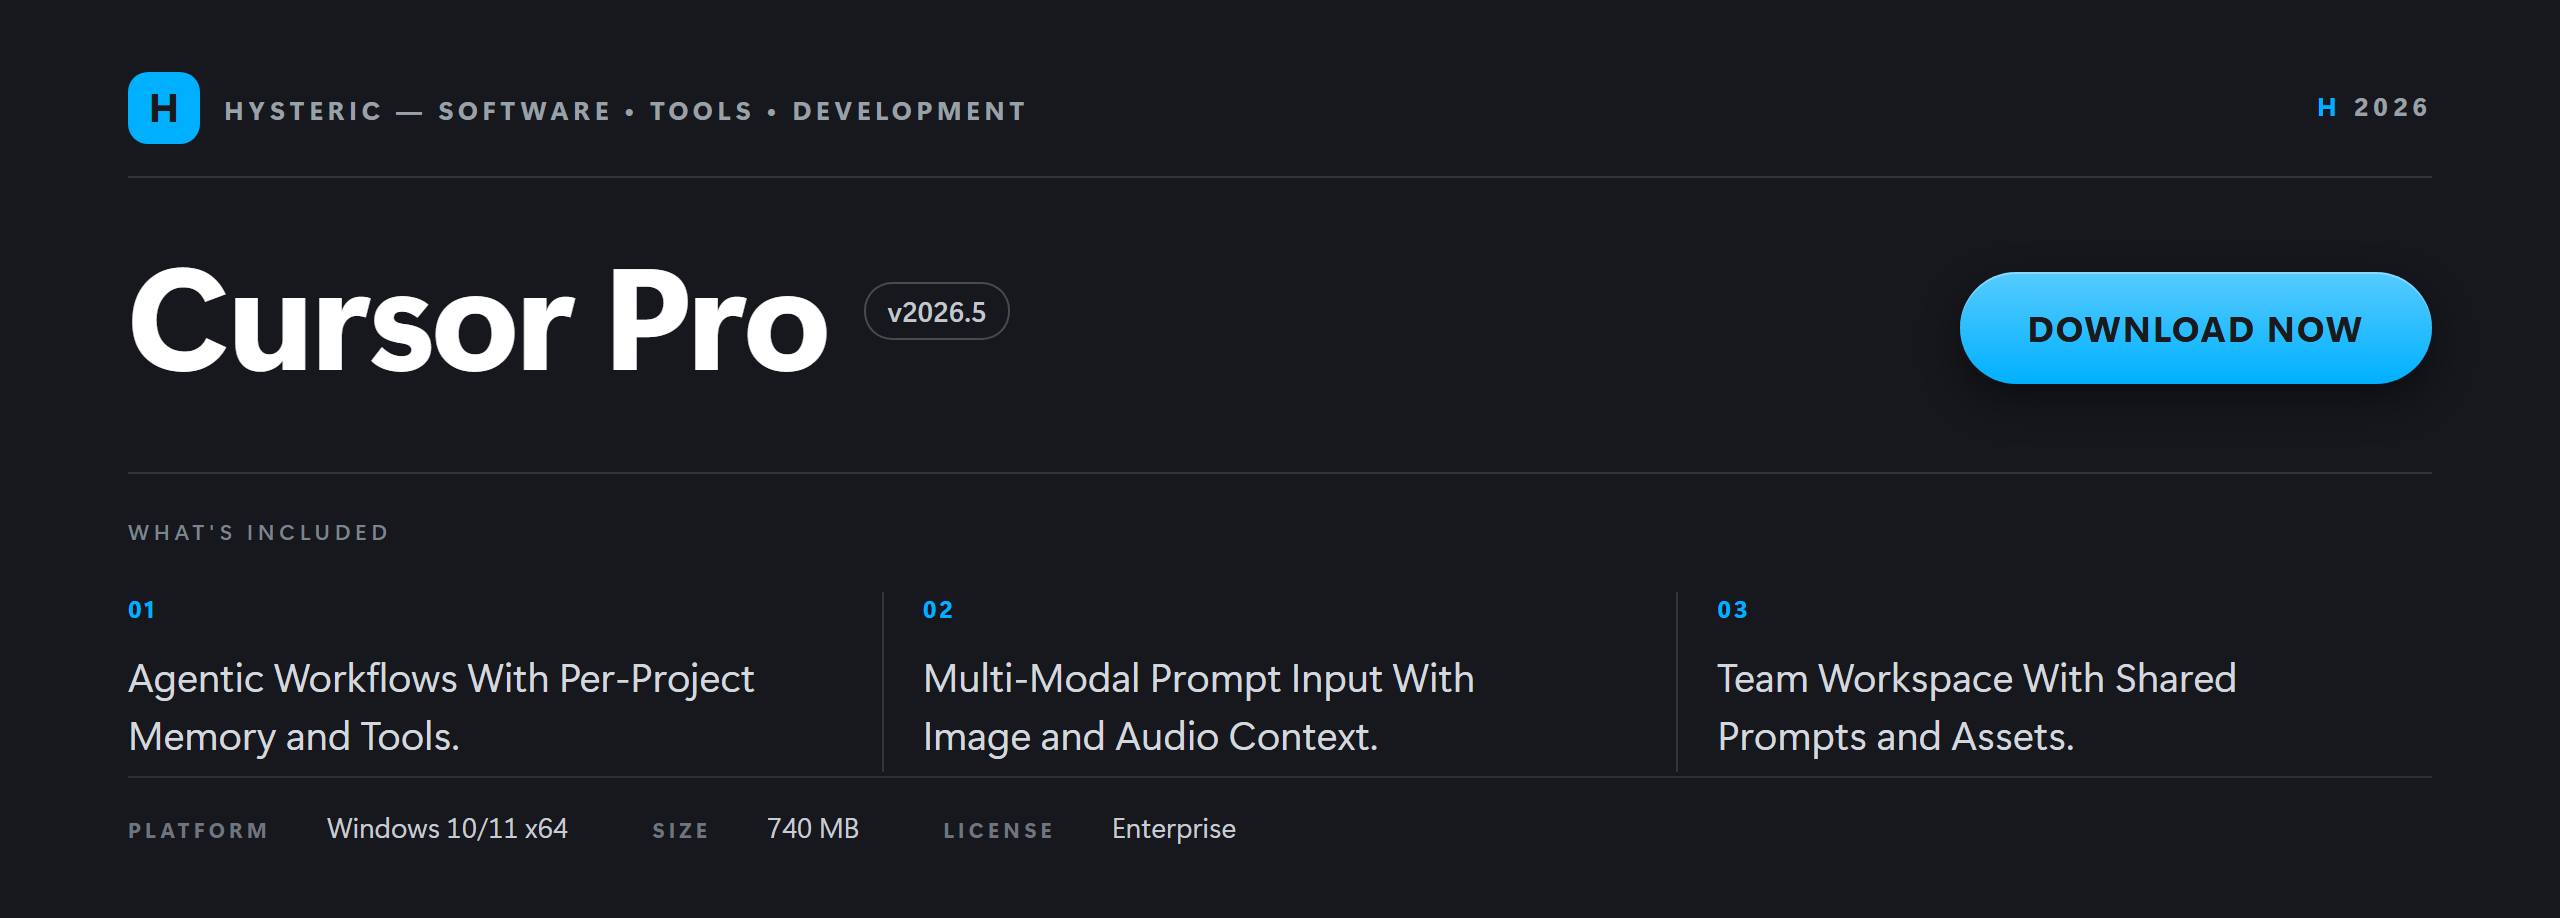 H
HYSTERIC — SOFTWARE • TOOLS • DEVELOPMENT
H 2026
Cursor Pro
v2026.5
DOWNLOAD NOW
WHAT'S INCLUDED
01
Agentic Workflows With Per-Project
Memory and Tools.
02
Multi-Modal Prompt Input With
Image and Audio Context.
03
Team Workspace With Shared
Prompts and Assets.
PLATFORM Windows 10/11 x64 SIZE 740 MB LICENSE Enterprise